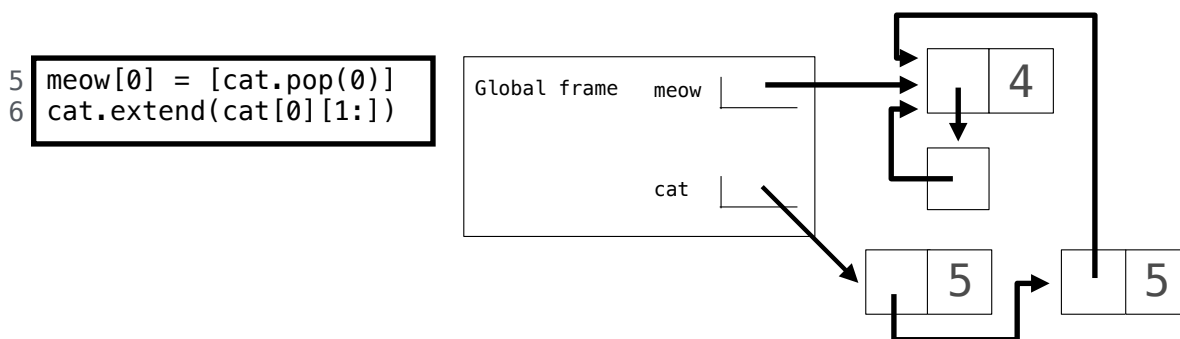 5 meow[0] = [cat.pop(0)]
6 cat.extend(cat[0][1:])
Global frame meow
4
cat
5 5